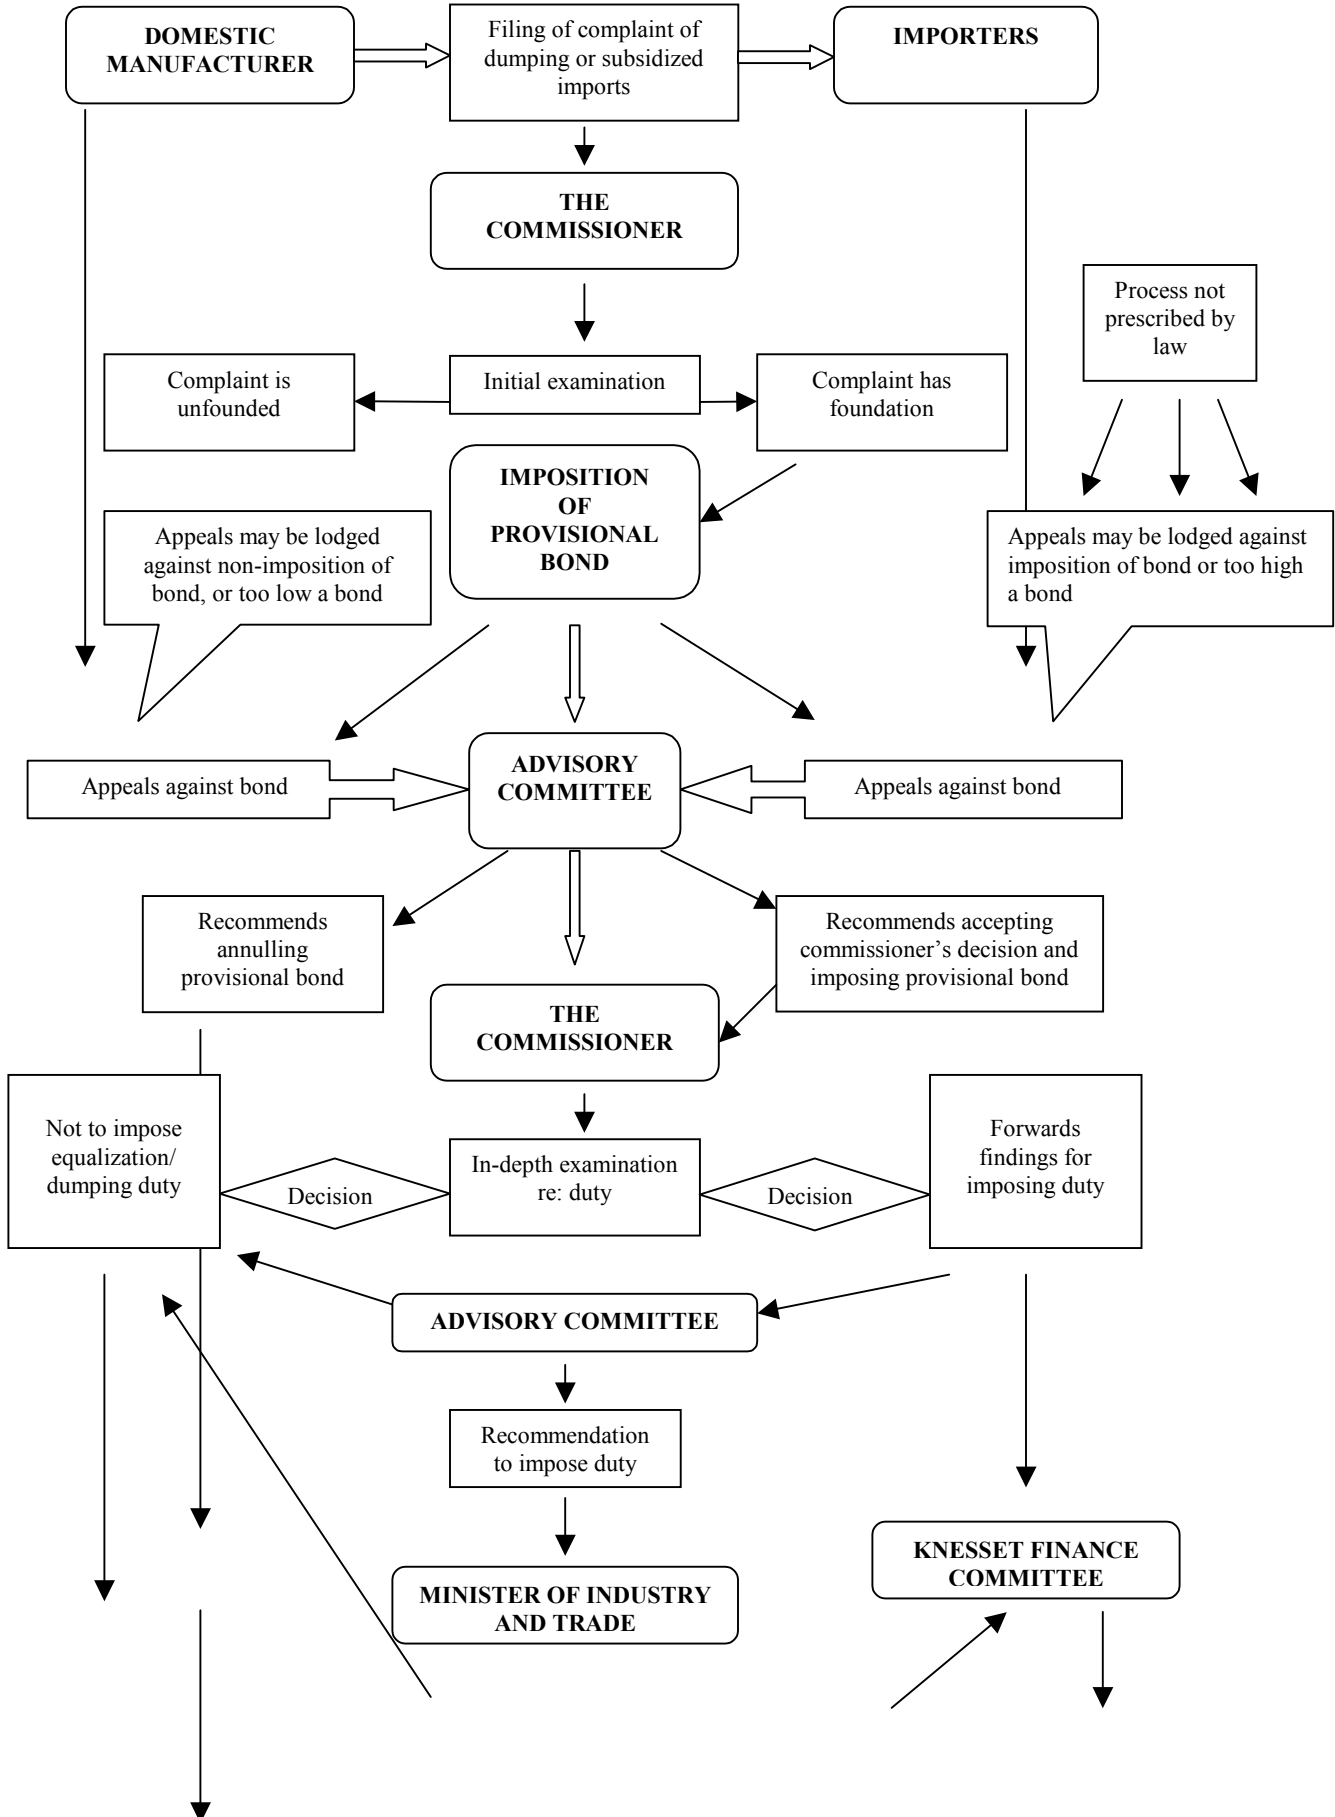 DOMESTIC
MANUFACTURER
Filing of complaint of
dumping or subsidized
imports
IMPORTERS
THE
COMMISSIONER
Process not
prescribed by
law
Complaint is
unfounded
Initial examination
Complaint has
foundation
IMPOSITION
OF
PROVISIONAL
BOND
Appeals may be lodged
against non-imposition of
bond, or too low a bond
Appeals may be lodged against
imposition of bond or too high
a bond
Appeals against bond
ADVISORY
COMMITTEE
Appeals against bond
Recommends
annulling
provisional bond
Recommends accepting
commissioner’s decision and
imposing provisional bond
THE
COMMISSIONER
Not to impose
equalization/
dumping duty
Decision
In-depth examination
re: duty
Decision
Forwards
findings for
imposing duty
ADVISORY COMMITTEE
Recommendation
to impose duty
KNESSET FINANCE
COMMITTEE
MINISTER OF INDUSTRY
AND TRADE